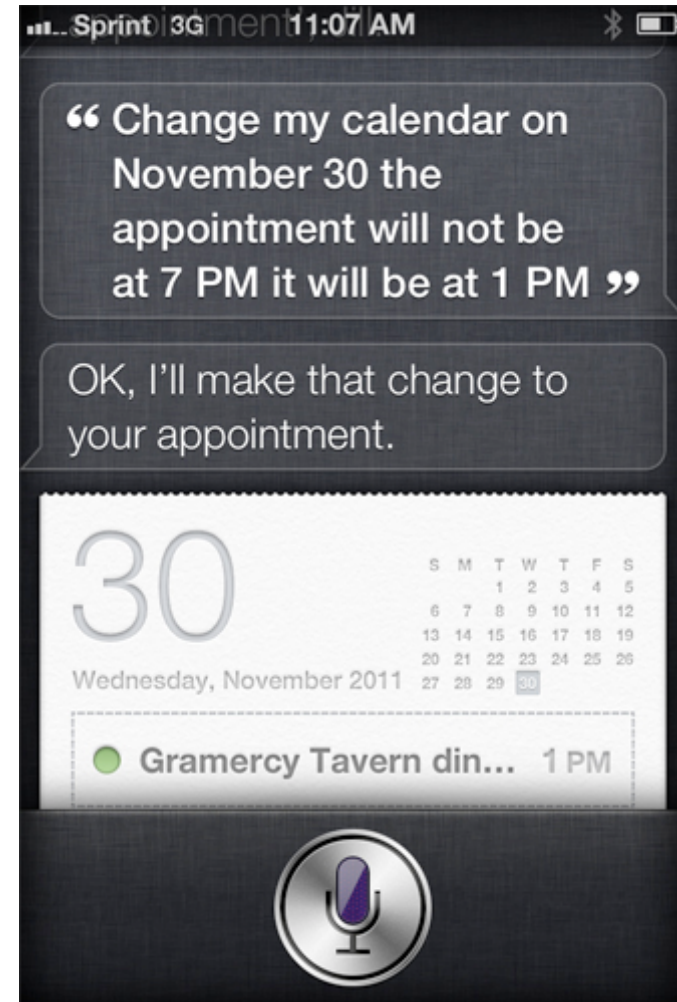 appointment', Jill.
Sprint 3G 11:07 AM
“ Change my calendar on
November 30 the
appointment will not be
at 7 PM it will be at 1 PM ”
OK, I'll make that change to
your appointment.
30
Wednesday, November 2011
S M T W T F S
1 2 3 4 5
6 7 8 9 10 11 12
13 14 15 16 17 18 19
20 21 22 23 24 25 26
27 28 29 30
Gramercy Tavern din... 1 PM